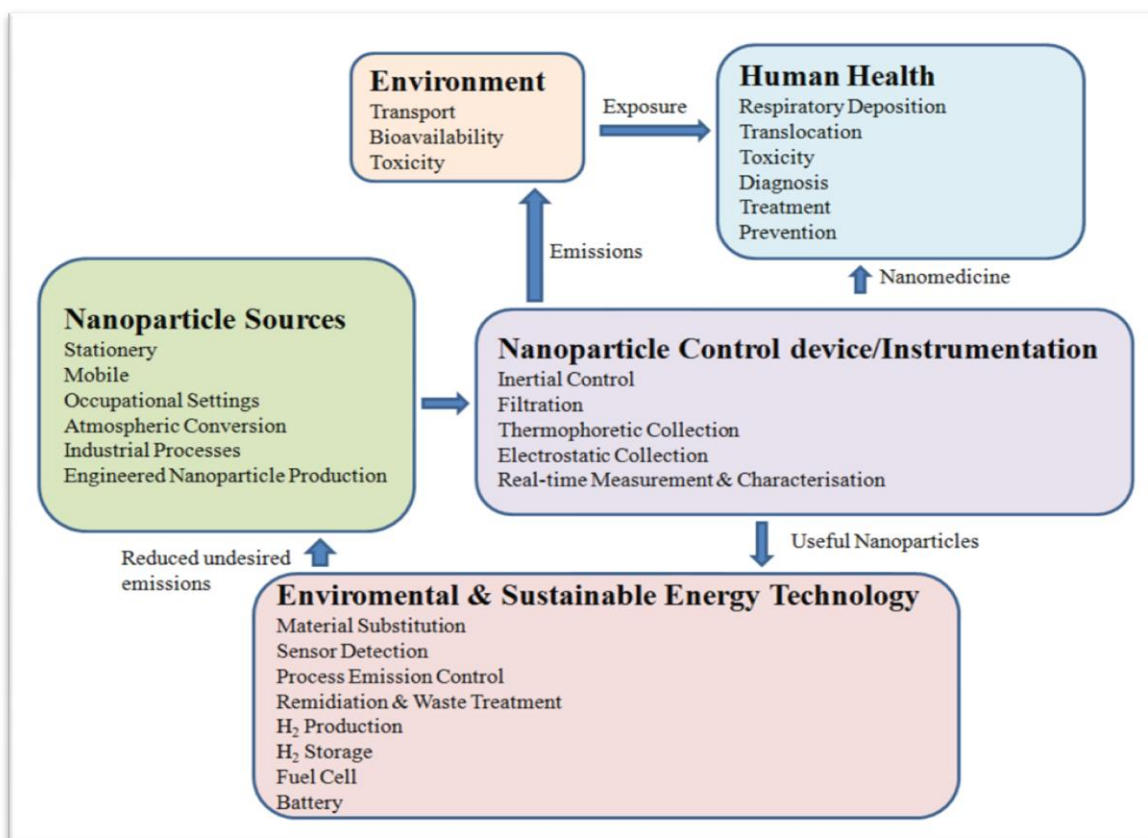 Environment
Transport
Bioavailability
Toxicity
Exposure
Human Health
Respiratory Deposition
Translocation
Toxicity
Diagnosis
Treatment
Prevention
Emissions
Nanomedicine
Nanoparticle Sources
Stationery
Mobile
Occupational Settings
Atmospheric Conversion
Industrial Processes
Engineered Nanoparticle Production
Nanoparticle Control device/Instrumentation
Inertial Control
Filtration
Thermophoretic Collection
Electrostatic Collection
Real-time Measurement & Characterisation
Reduced undesired
emissions
Useful Nanoparticles
Enviromental & Sustainable Energy Technology
Material Substitution
Sensor Detection
Process Emission Control
Remidiation & Waste Treatment
H₂ Production
H₂ Storage
Fuel Cell
Battery